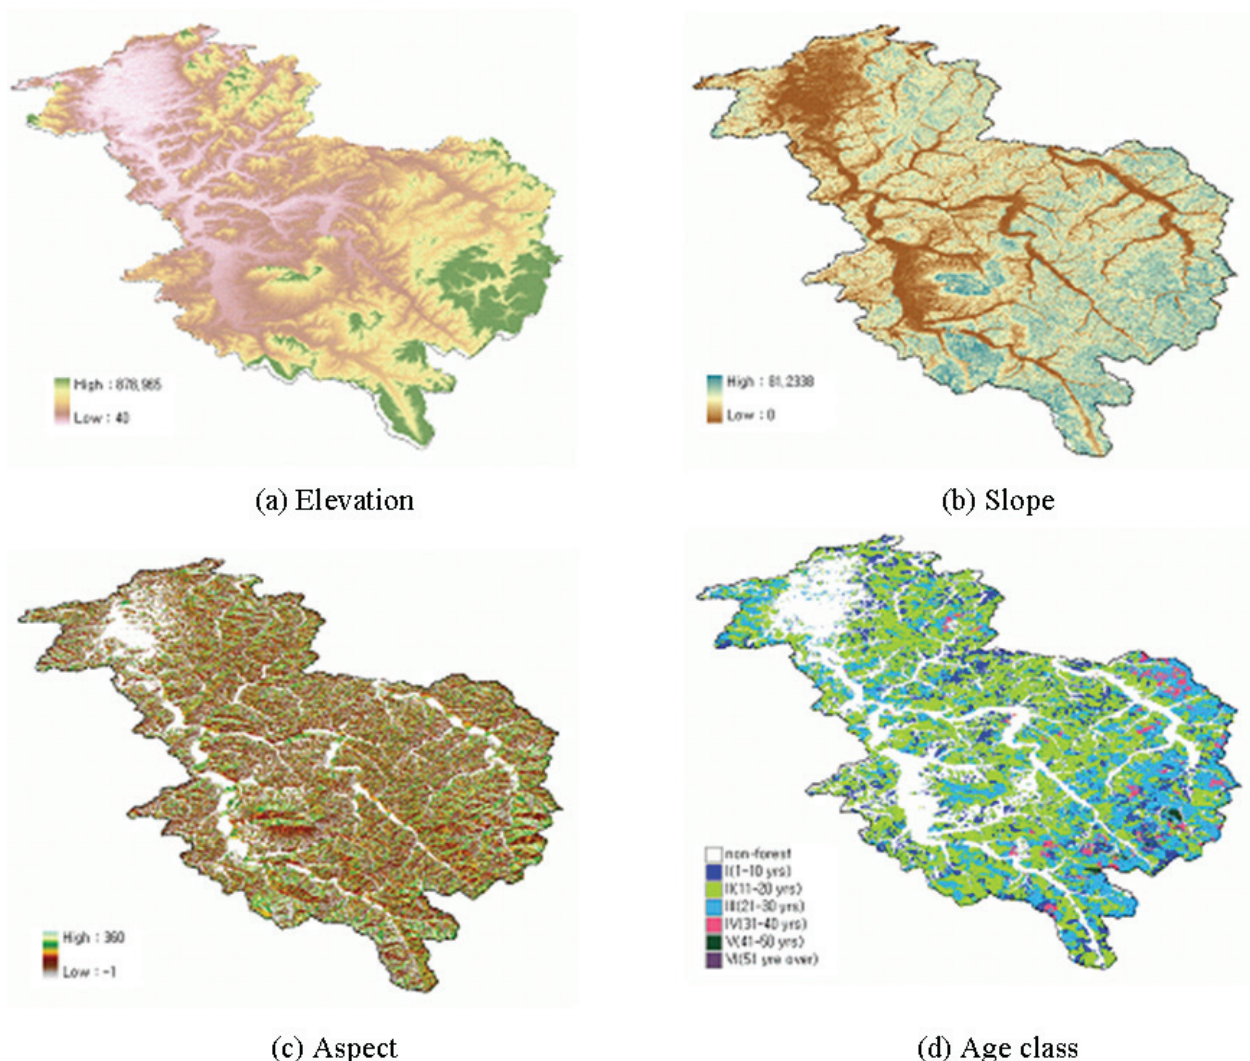 High : 878,965
Low : 40
(a) Elevation
High : 81,2338
Low : 0
(b) Slope
High : 360
Low : -1
(c) Aspect
non-forest
I(1-10 yrs)
II(11-20 yrs)
III(21-30 yrs)
IV(31-40 yrs)
V(41-50 yrs)
VI(51 yre over)
(d) Age class